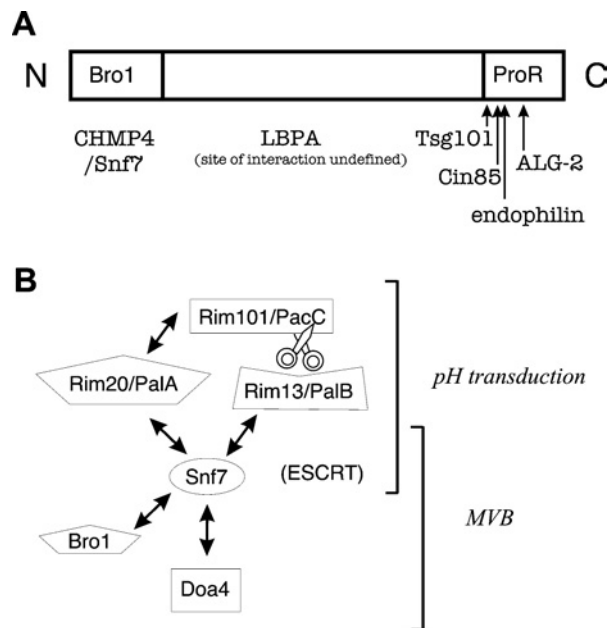 A
N Bro1 ProR C
CHMP4
/Snf7
LBPA
(site of interaction undefined)
Tsg101
Cin85
ALG-2
endophilin
B
Rim101/PacC
Rim20/PalA
Rim13/PalB
pH transduction
Snf7
(ESCRT)
Bro1
MVB
Doa4